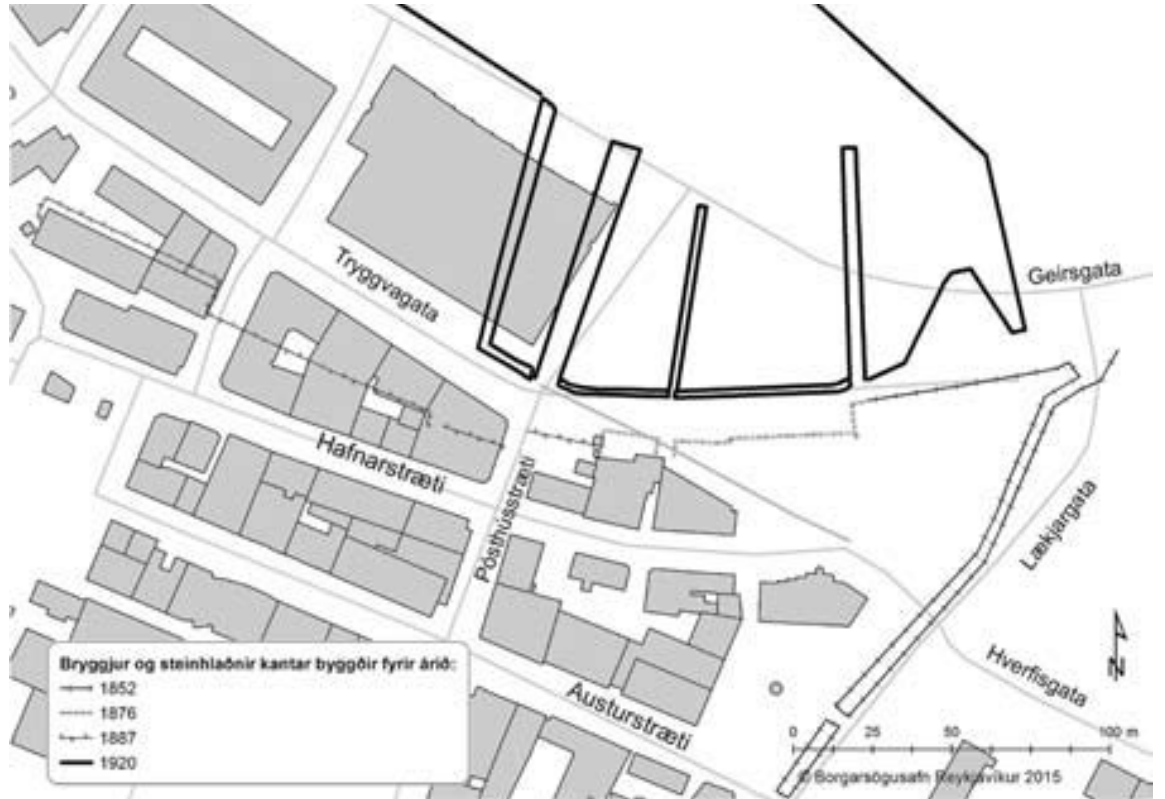 Geirsgata
Tryggvagata
Hafnarstræti
Pósthússtræti
Lækjargata
Hverfisgata
Austurstræti
N
Bryggjur og steinhlaðnir kantar byggðir fyrir árið:
1852
1876
1887
1920
0 25 50 100 m
© Borgarsögusafn Reykjavíkur 2015